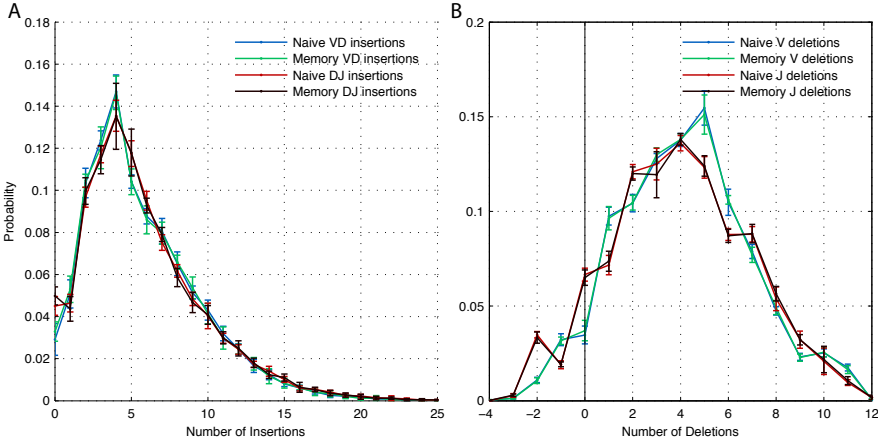 A
0.18
0.16
0.14
0.12
0.1
0.08
0.06
0.04
0.02
0
Probability
Naive VD insertions
Memory VD insertions
Naive DJ insertions
Memory DJ insertions
0 5 10 15 20 25
Number of Insertions
B
0.2
0.15
0.1
0.05
0
Naive V deletions
Memory V deletions
Naive J deletions
Memory J deletions
−4 −2 0 2 4 6 8 10 12
Number of Deletions